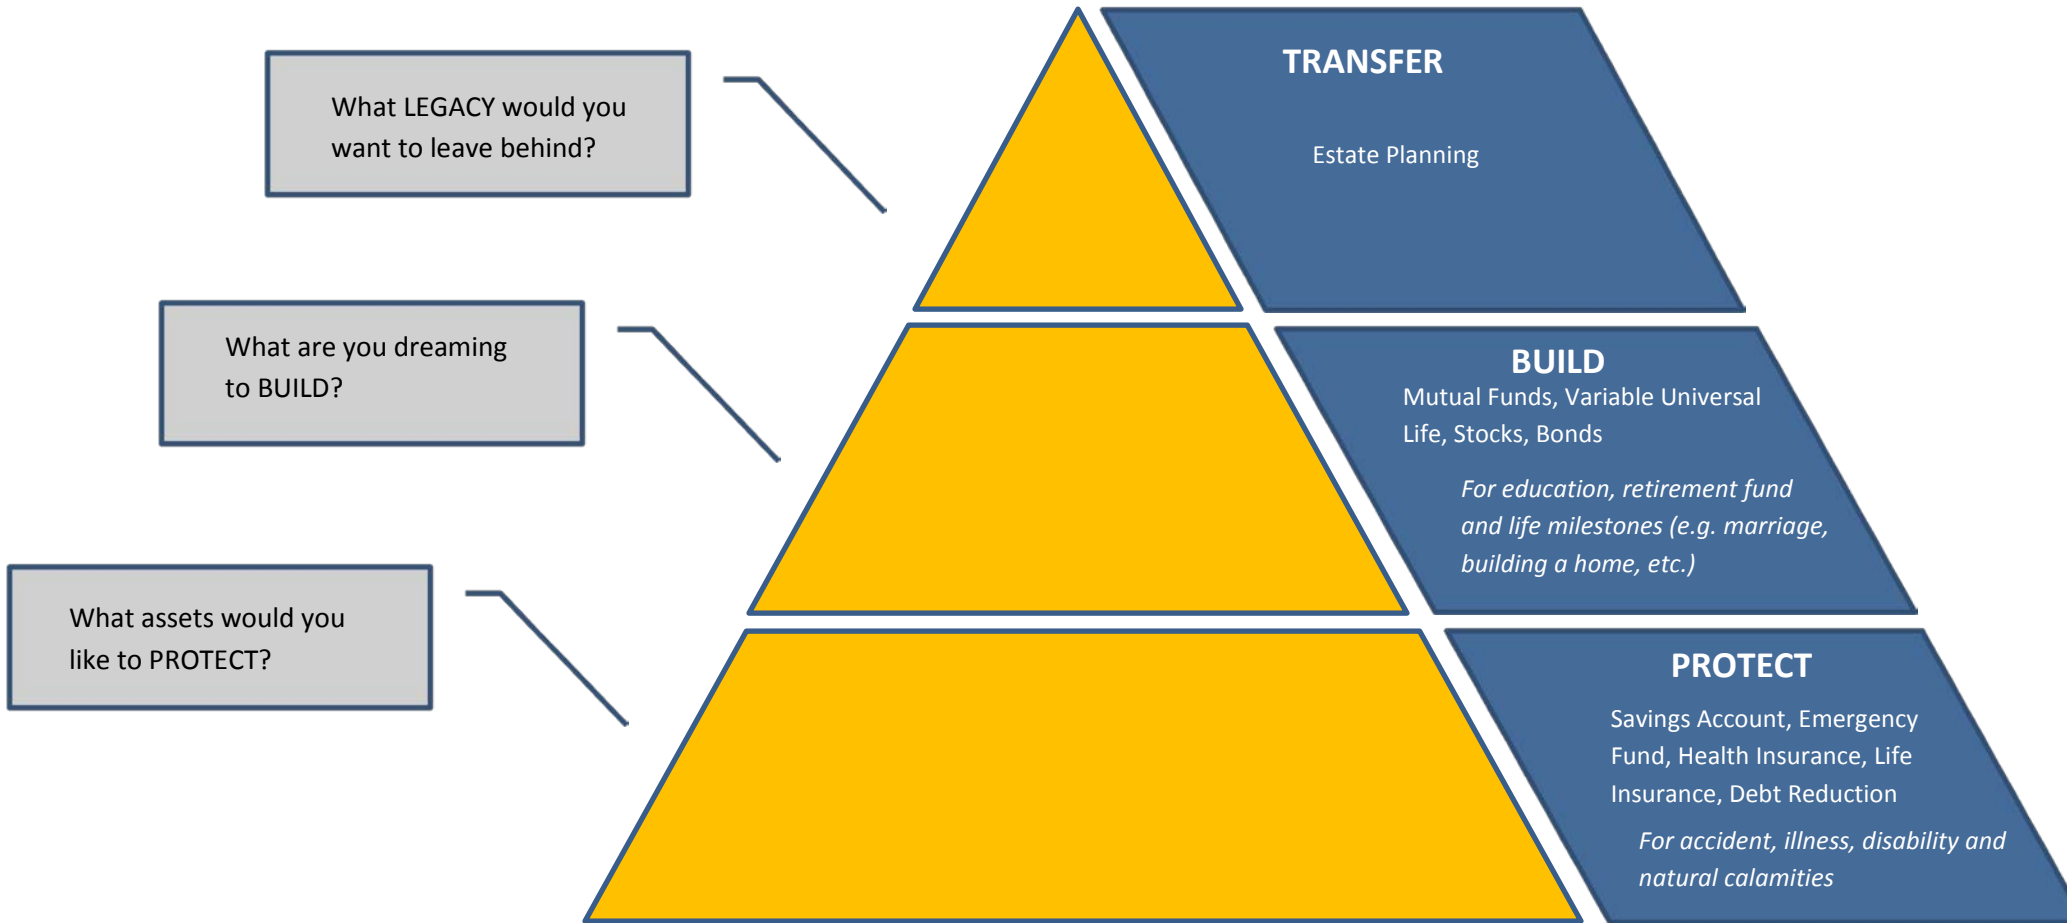 What LEGACY would you
want to leave behind?
TRANSFER
Estate Planning
What are you dreaming
to BUILD?
BUILD
Mutual Funds, Variable Universal
Life, Stocks, Bonds
For education, retirement fund
and life milestones (e.g. marriage,
building a home, etc.)
What assets would you
like to PROTECT?
PROTECT
Savings Account, Emergency
Fund, Health Insurance, Life
Insurance, Debt Reduction
For accident, illness, disability and
natural calamities